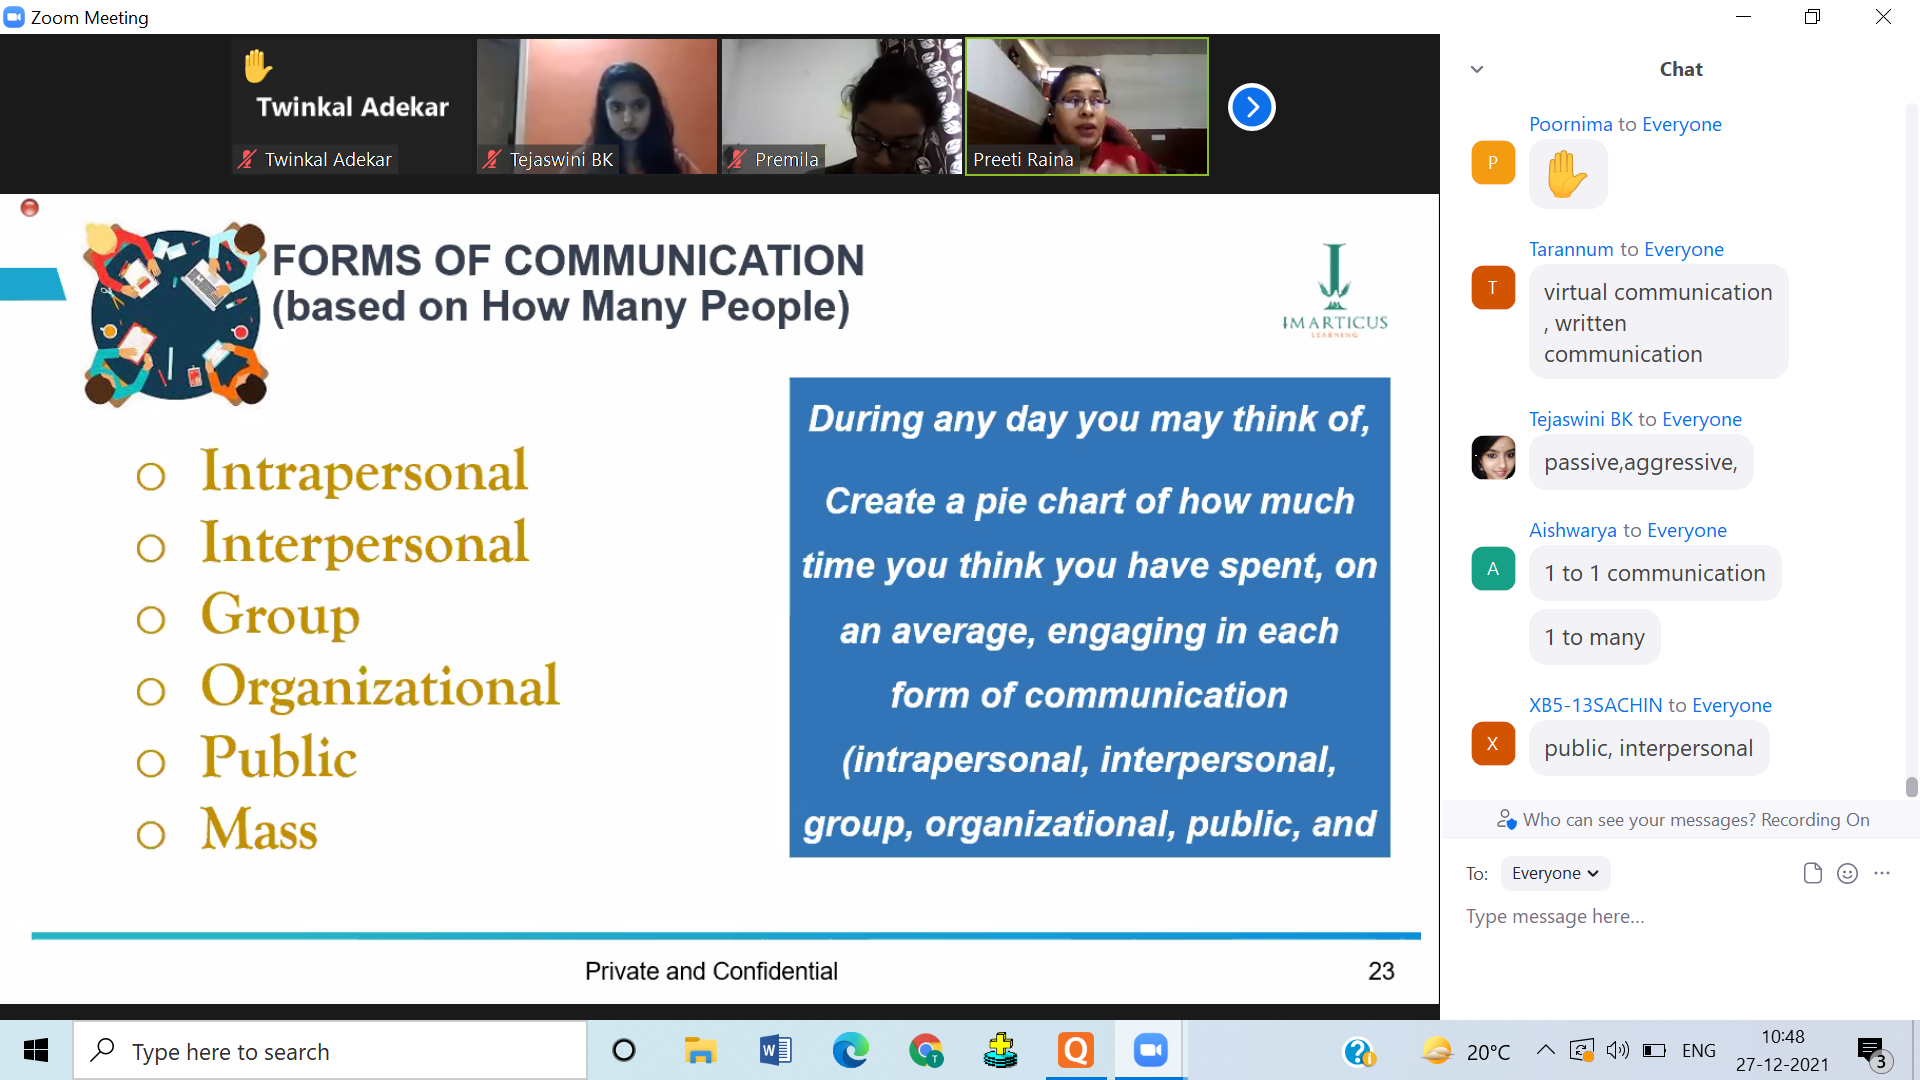 Zoom Meeting
Twinkal Adekar
Twinkal Adekar
Tejaswini BK
Premila
Preeti Raina
FORMS OF COMMUNICATION
(based on How Many People)
IMARTICUS
LEARNING
Intrapersonal
Interpersonal
Group
Organizational
Public
Mass
During any day you may think of,
Create a pie chart of how much
time you think you have spent, on
an average, engaging in each
form of communication
(intrapersonal, interpersonal,
group, organizational, public, and
Private and Confidential
23
Chat
Poornima to Everyone
P
Tarannum to Everyone
T
virtual communication
, written
communication
Tejaswini BK to Everyone
passive,aggressive,
Aishwarya to Everyone
A
1 to 1 communication
1 to many
XB5-13SACHIN to Everyone
X
public, interpersonal
Who can see your messages? Recording On
To: Everyone
Type message here...
Type here to search
W
T
Q
?
20°C
ENG
10:48
27-12-2021
3